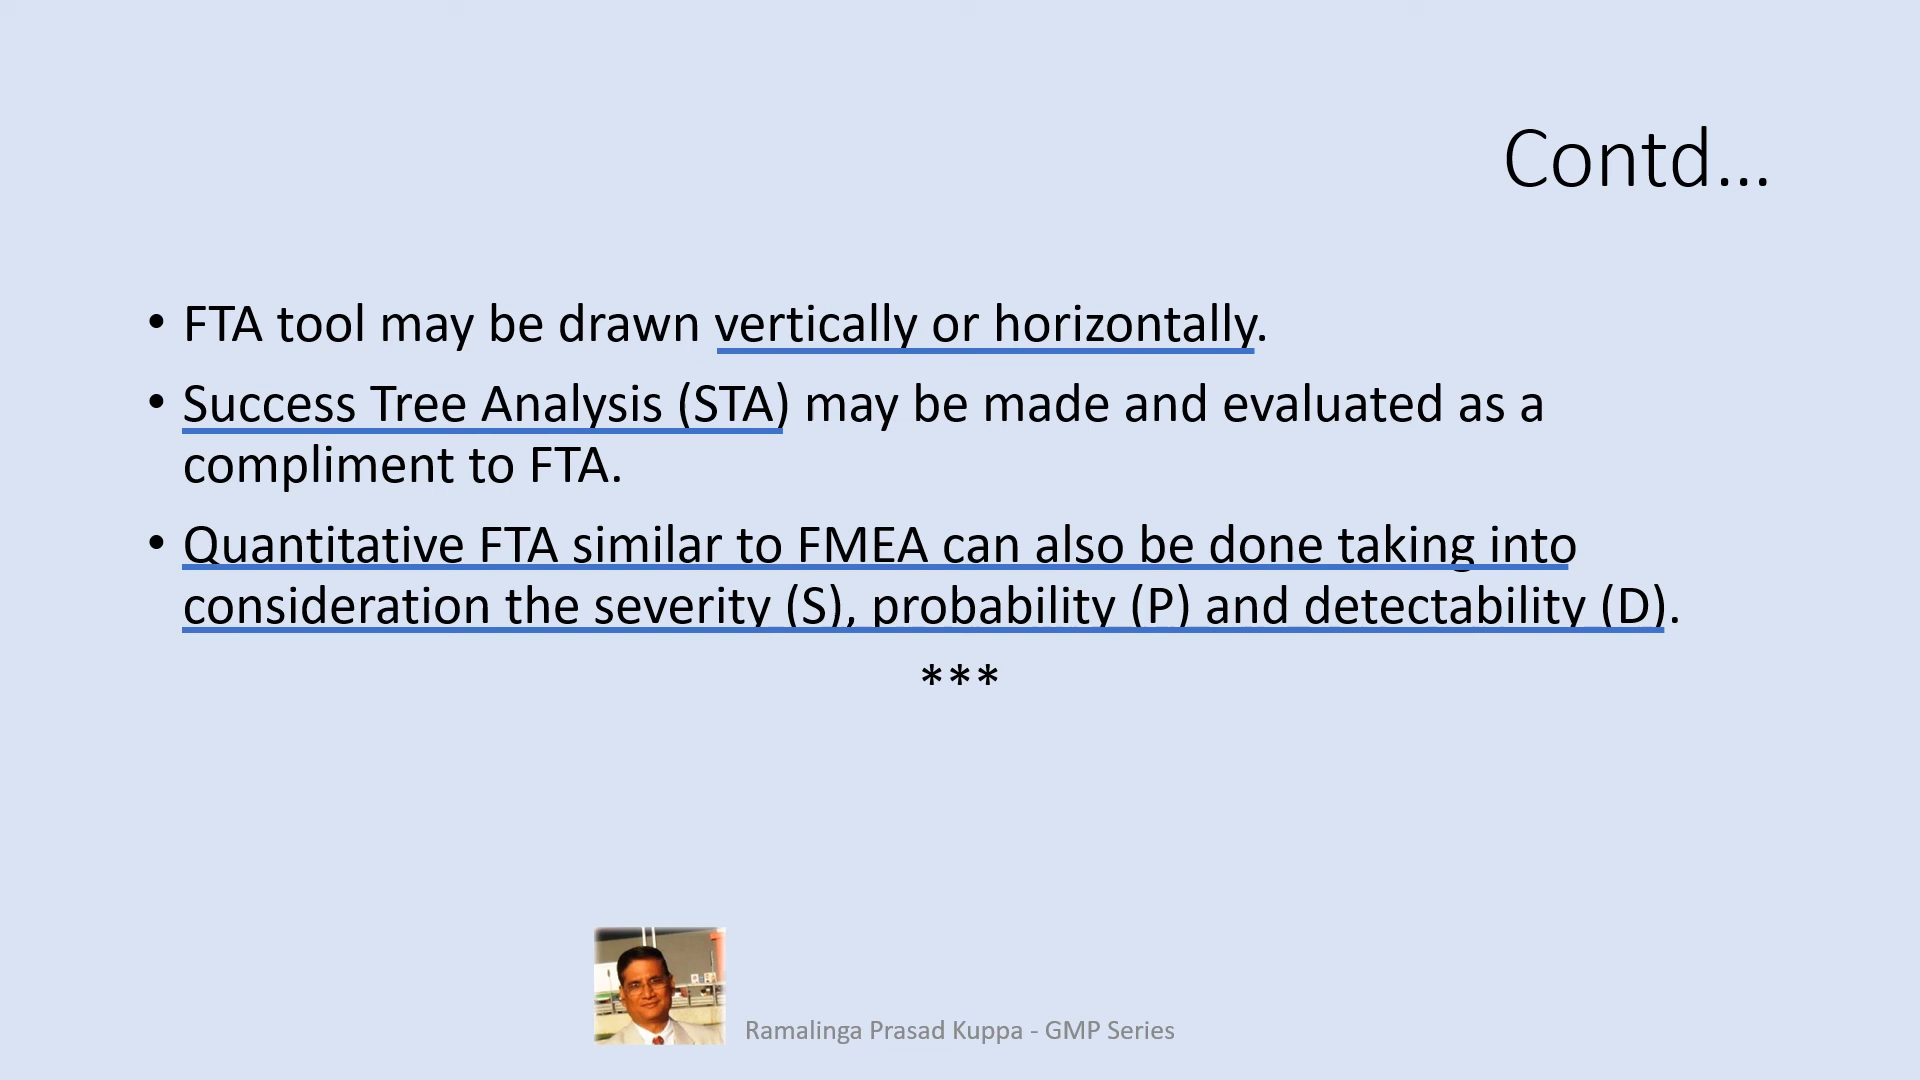 Contd...
• FTA tool may be drawn vertically or horizontally.
• Success Tree Analysis (STA) may be made and evaluated as a
compliment to FTA.
• Quantitative FTA similar to FMEA can also be done taking into
consideration the severity (S), probability (P) and detectability (D).
***
Ramalinga Prasad Kuppa - GMP Series